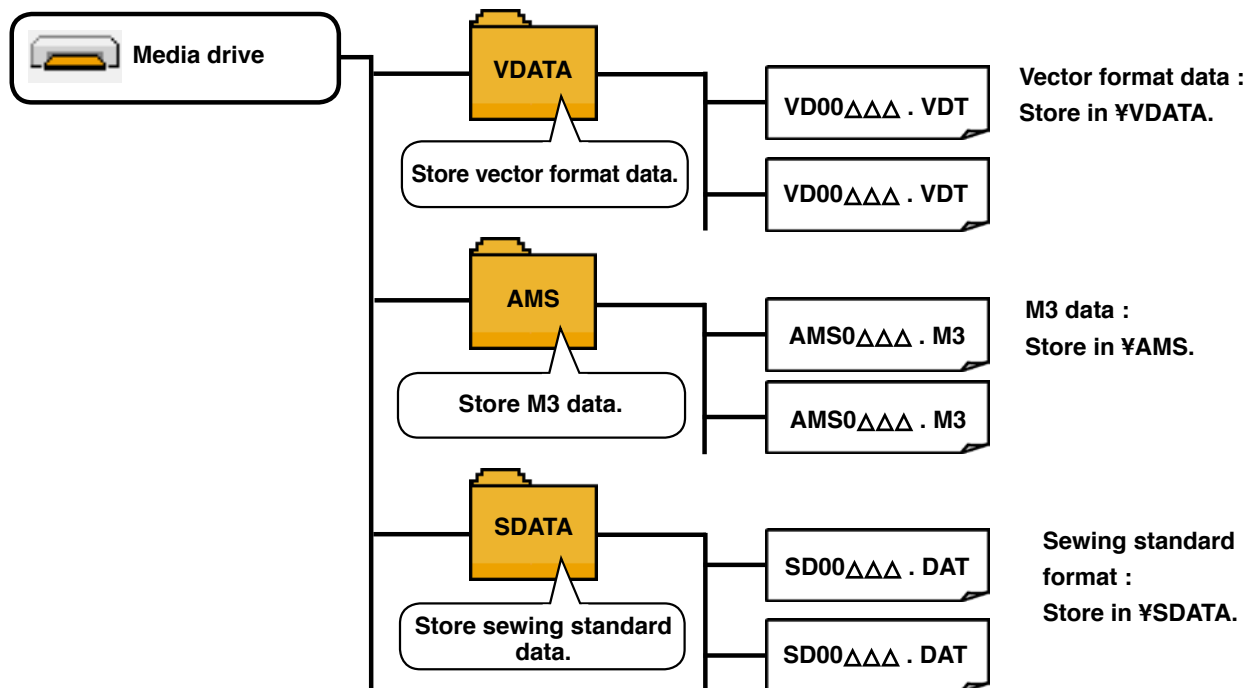 Media drive
VDATA
Store vector format data.
VD00△△△ . VDT
VD00△△△ . VDT
Vector format data :
Store in ¥VDATA.
AMS
Store M3 data.
AMS0△△△ . M3
AMS0△△△ . M3
M3 data :
Store in ¥AMS.
SDATA
Store sewing standard
data.
SD00△△△ . DAT
SD00△△△ . DAT
Sewing standard
format :
Store in ¥SDATA.